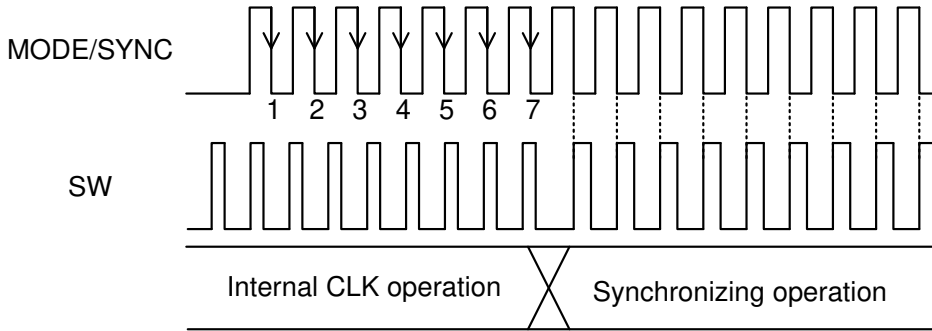 MODE/SYNC
1 2 3 4 5 6 7
SW
Internal CLK operation Synchronizing operation